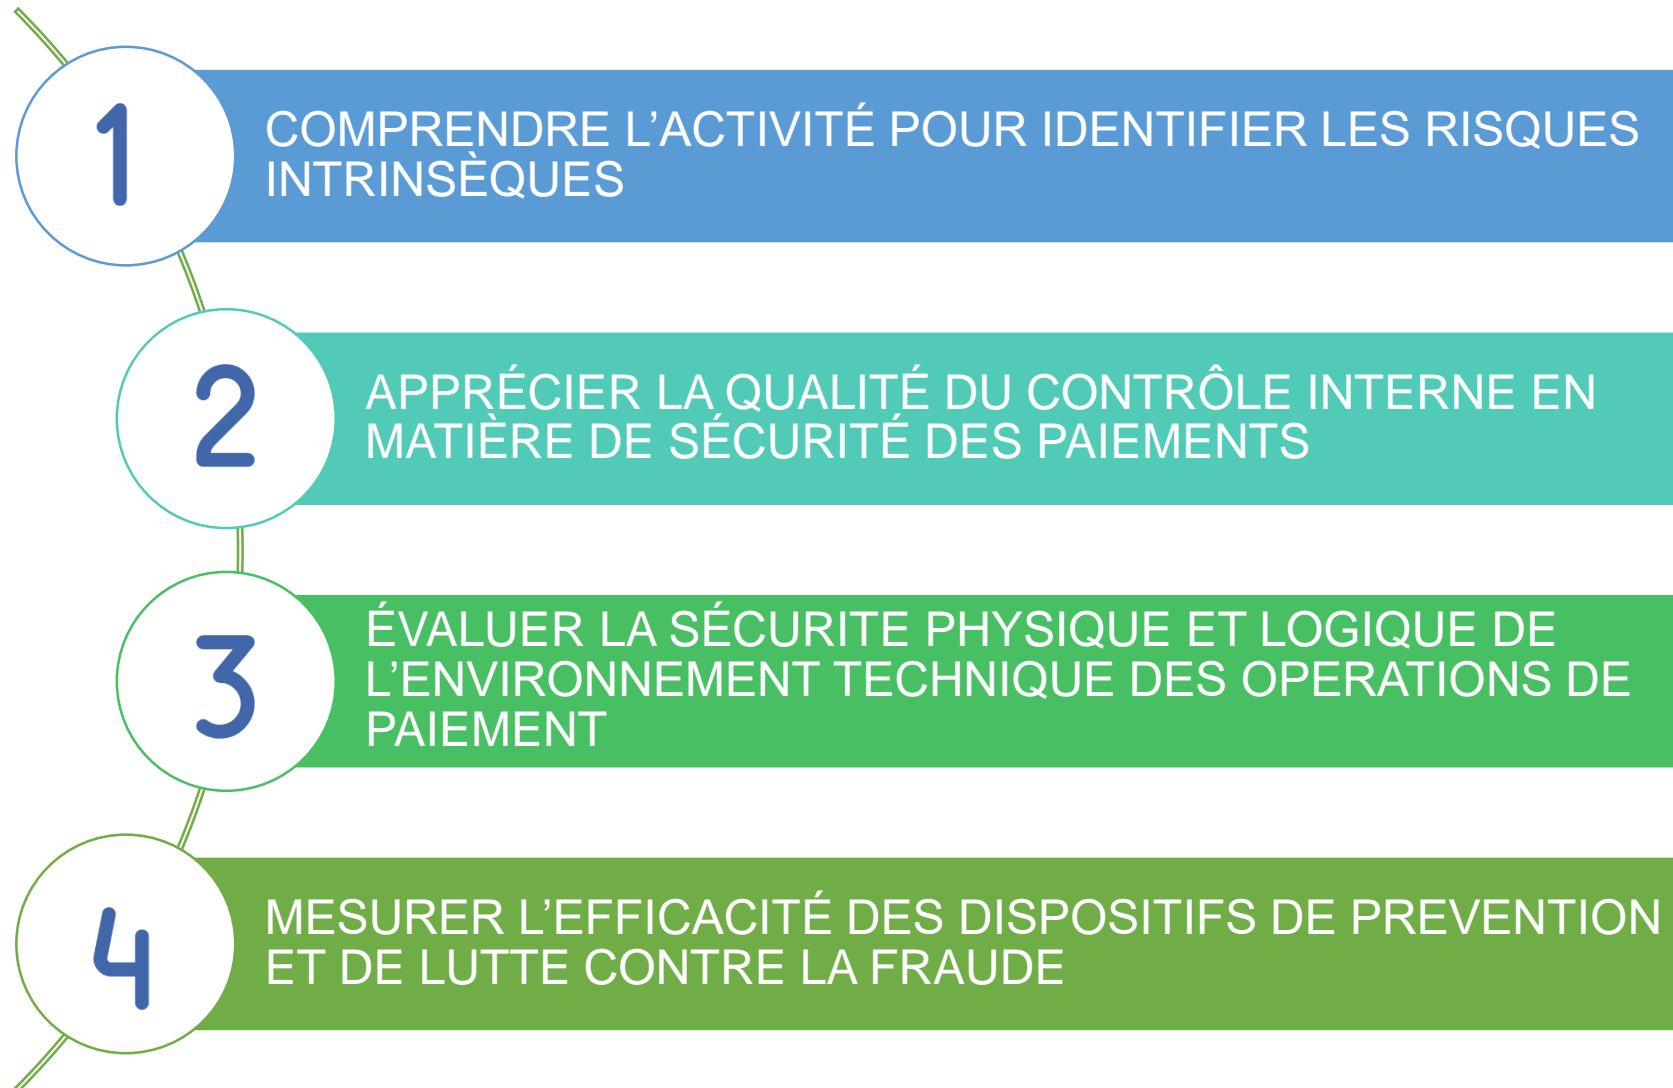 1
COMPRENDRE L’ACTIVITÉ POUR IDENTIFIER LES RISQUES
INTRINSÈQUES
2
APPRÉCIER LA QUALITÉ DU CONTRÔLE INTERNE EN
MATIÈRE DE SÉCURITÉ DES PAIEMENTS
3
ÉVALUER LA SÉCURITE PHYSIQUE ET LOGIQUE DE
L’ENVIRONNEMENT TECHNIQUE DES OPERATIONS DE
PAIEMENT
4
MESURER L’EFFICACITÉ DES DISPOSITIFS DE PREVENTION
ET DE LUTTE CONTRE LA FRAUDE